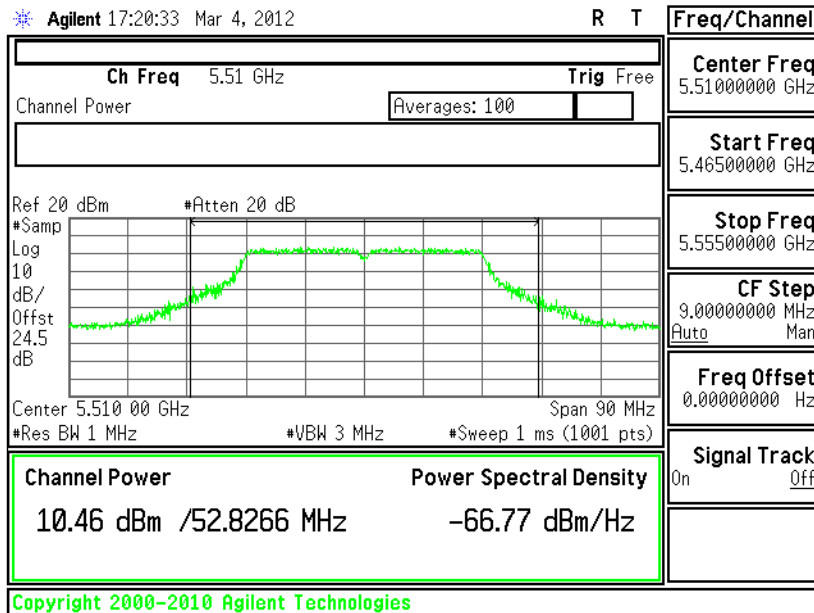 Agilent 17:20:33 Mar 4, 2012 R T
Ch Freq 5.51 GHz Trig Free
Channel Power Averages: 100
Ref 20 dBm #Atten 20 dB
#Samp
Log
10
dB/
Offst
24.5
dB
Center 5.510 00 GHz Span 90 MHz
#Res BW 1 MHz #VBW 3 MHz #Sweep 1 ms (1001 pts)
Channel Power Power Spectral Density
10.46 dBm /52.8266 MHz -66.77 dBm/Hz
Copyright 2000-2010 Agilent Technologies
Freq/Channel
Center Freq
5.51000000 GHz
Start Freq
5.46500000 GHz
Stop Freq
5.55500000 GHz
CF Step
9.00000000 MHz
Auto Man
Freq Offset
0.00000000 Hz
Signal Track
On Off